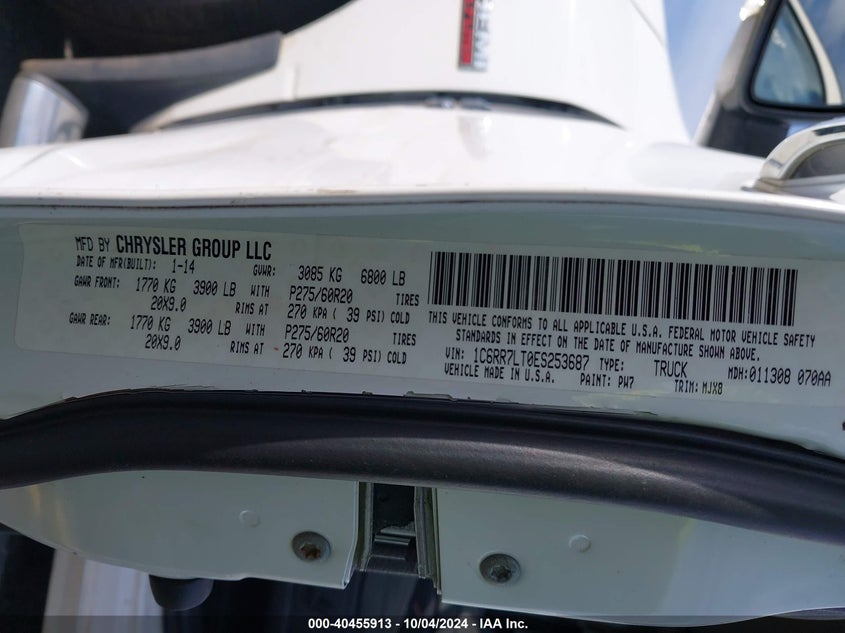 MFD BY CHRYSLER GROUP LLC
DATE OF MFR(BUILT): 1-14 GVWR: 3085 KG 6800 LB
GAWR FRONT: 1770 KG 3900 LB WITH P275/60R20 TIRES
20X9.0 RIMS AT 270 KPA ( 39 PSI) COLD
GAWR REAR: 1770 KG 3900 LB WITH P275/60R20 TIRES
20X9.0 RIMS AT 270 KPA ( 39 PSI) COLD
THIS VEHICLE CONFORMS TO ALL APPLICABLE U.S.A. FEDERAL MOTOR VEHICLE SAFETY
STANDARDS IN EFFECT ON THE DATE OF MANUFACTURE SHOWN ABOVE.
VIN: 1C6RR7LT0ES253687 TYPE: TRUCK MDH:011308 070AA
VEHICLE MADE IN U.S.A. PAINT: PW7 TRIM: MJX8
000-40455913 - 10/04/2024 - IAA Inc.